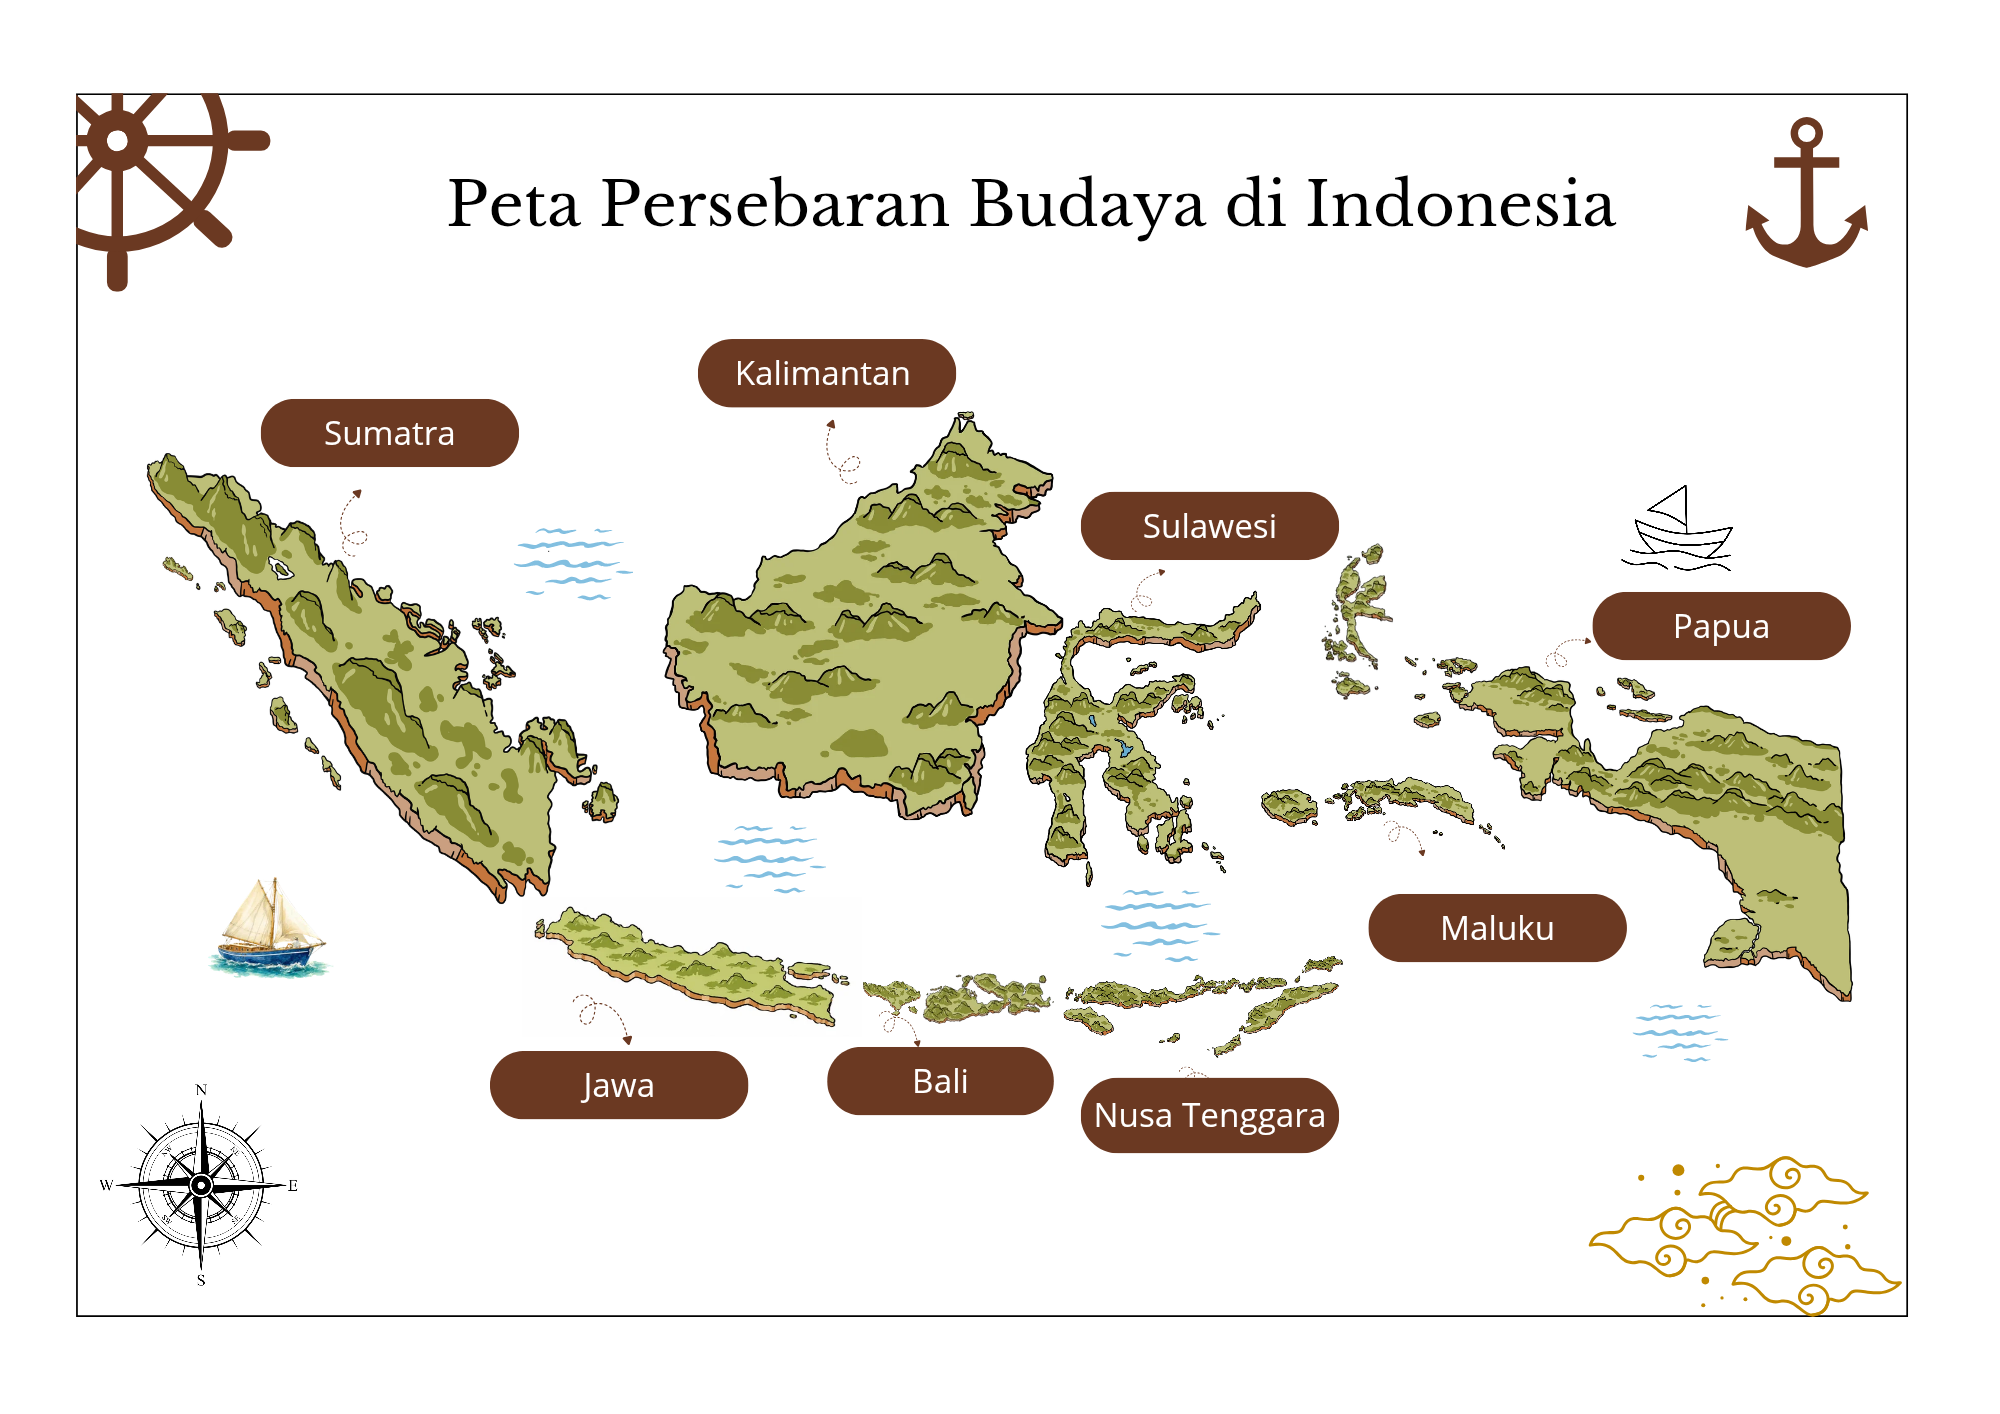 Peta Persebaran Budaya di Indonesia
Kalimantan
Sumatra
Sulawesi
Papua
Maluku
Jawa
Bali
Nusa Tenggara
N
W
E
S